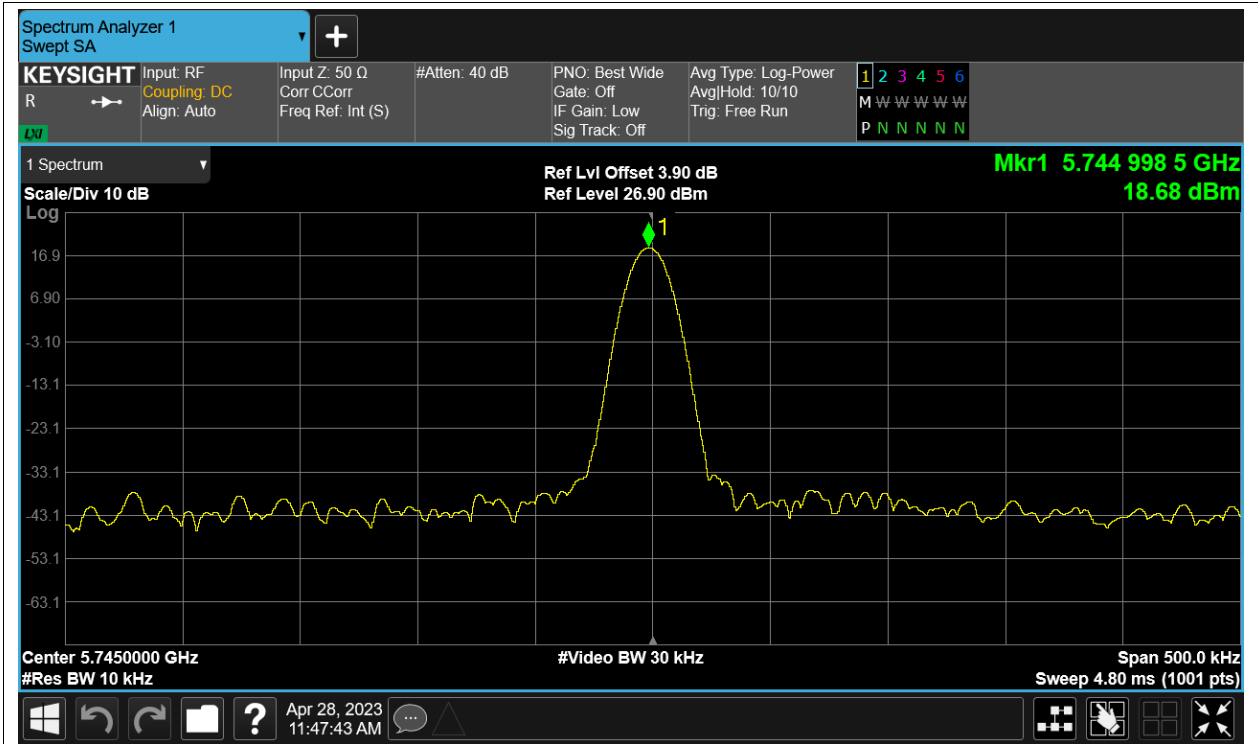 Spectrum Analyzer 1
Swept SA
KEYSIGHT
R
LXI
Input: RF
Coupling: DC
Align: Auto
Input Z: 50 Ω
Corr CCorr
Freq Ref: Int (S)
#Atten: 40 dB
PNO: Best Wide
Gate: Off
IF Gain: Low
Sig Track: Off
Avg Type: Log-Power
Avg|Hold: 10/10
Trig: Free Run
1 2 3 4 5 6
M W W W W W
P N N N N N
1 Spectrum
Scale/Div 10 dB
Log
Ref Lvl Offset 3.90 dB
Ref Level 26.90 dBm
Mkr1 5.744 998 5 GHz
18.68 dBm
1
16.9
6.90
-3.10
-13.1
-23.1
-33.1
-43.1
-53.1
-63.1
Center 5.7450000 GHz
#Res BW 10 kHz
#Video BW 30 kHz
Span 500.0 kHz
Sweep 4.80 ms (1001 pts)
?
Apr 28, 2023
11:47:43 AM